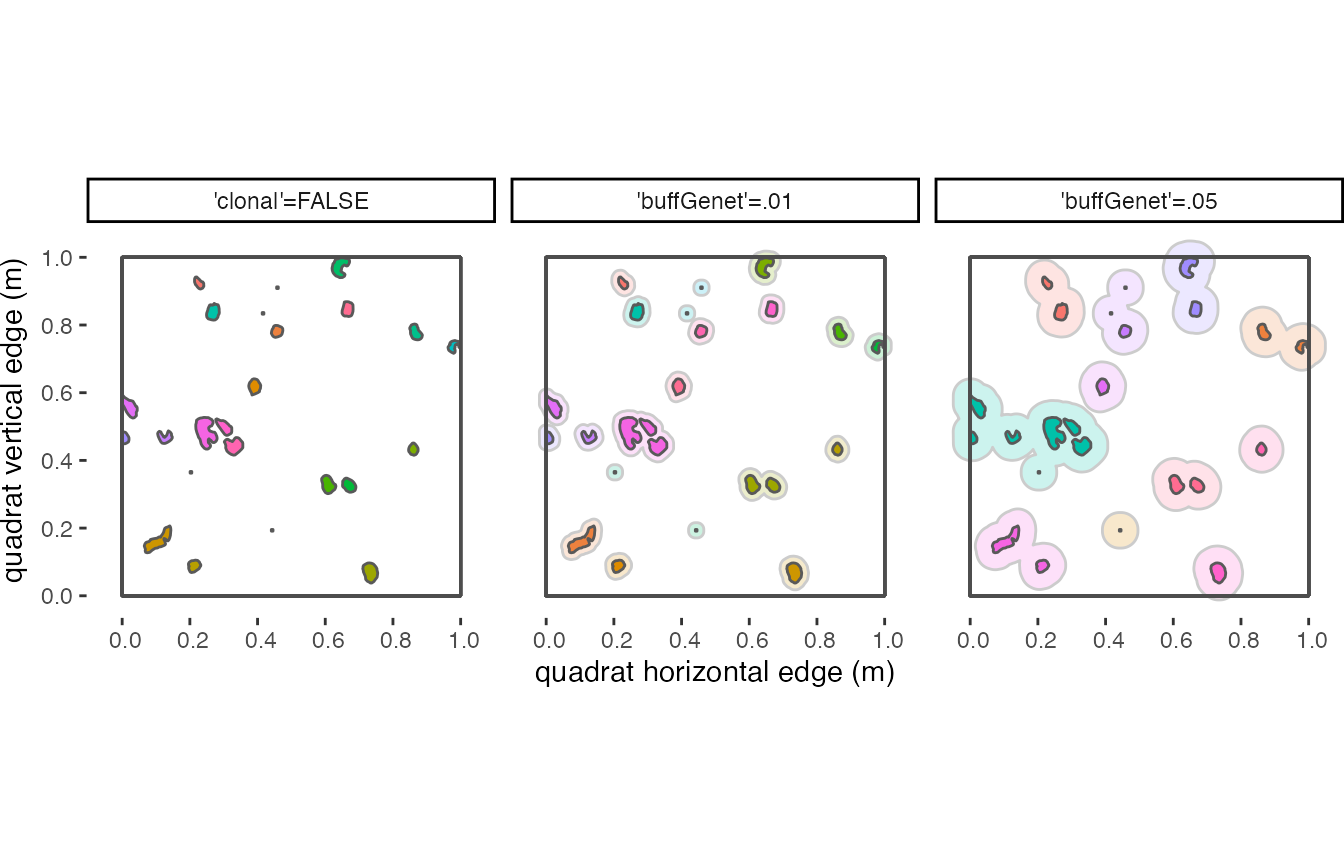 'clonal'=FALSE 'buffGenet'=.01 'buffGenet'=.05
quadrat vertical edge (m)
1.0
0.8
0.6
0.4
0.2
0.0
0.0 0.2 0.4 0.6 0.8 1.0 0.0 0.2 0.4 0.6 0.8 1.0 0.0 0.2 0.4 0.6 0.8 1.0
quadrat horizontal edge (m)